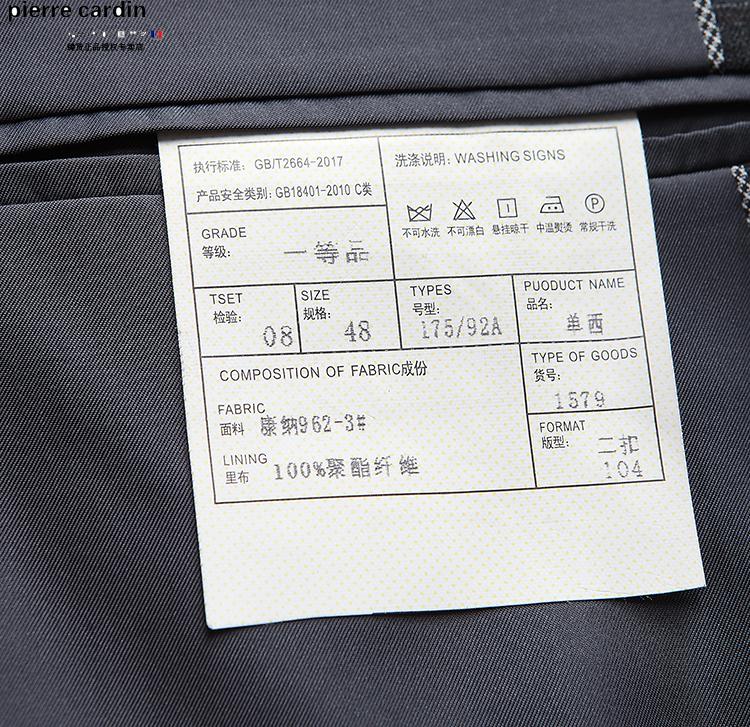 pierre cardin
执行标准: GB/T2664-2017
产品安全类别: GB18401-2010 C类
洗涤说明: WASHING SIGNS
P
不可水洗 不可漂白 悬挂晾干 中温熨烫 常规干洗
GRADE
等级: 一等品
TSET
检验: 08
SIZE
规格: 48
TYPES
号型: 175/92A
PUODUCT NAME
品名: 单西
COMPOSITION OF FABRIC成份
FABRIC
面料 康纳962-3#
LINING
里布 100%聚酯纤维
TYPE OF GOODS
货号:
1579
FORMAT
版型: 二扣
104